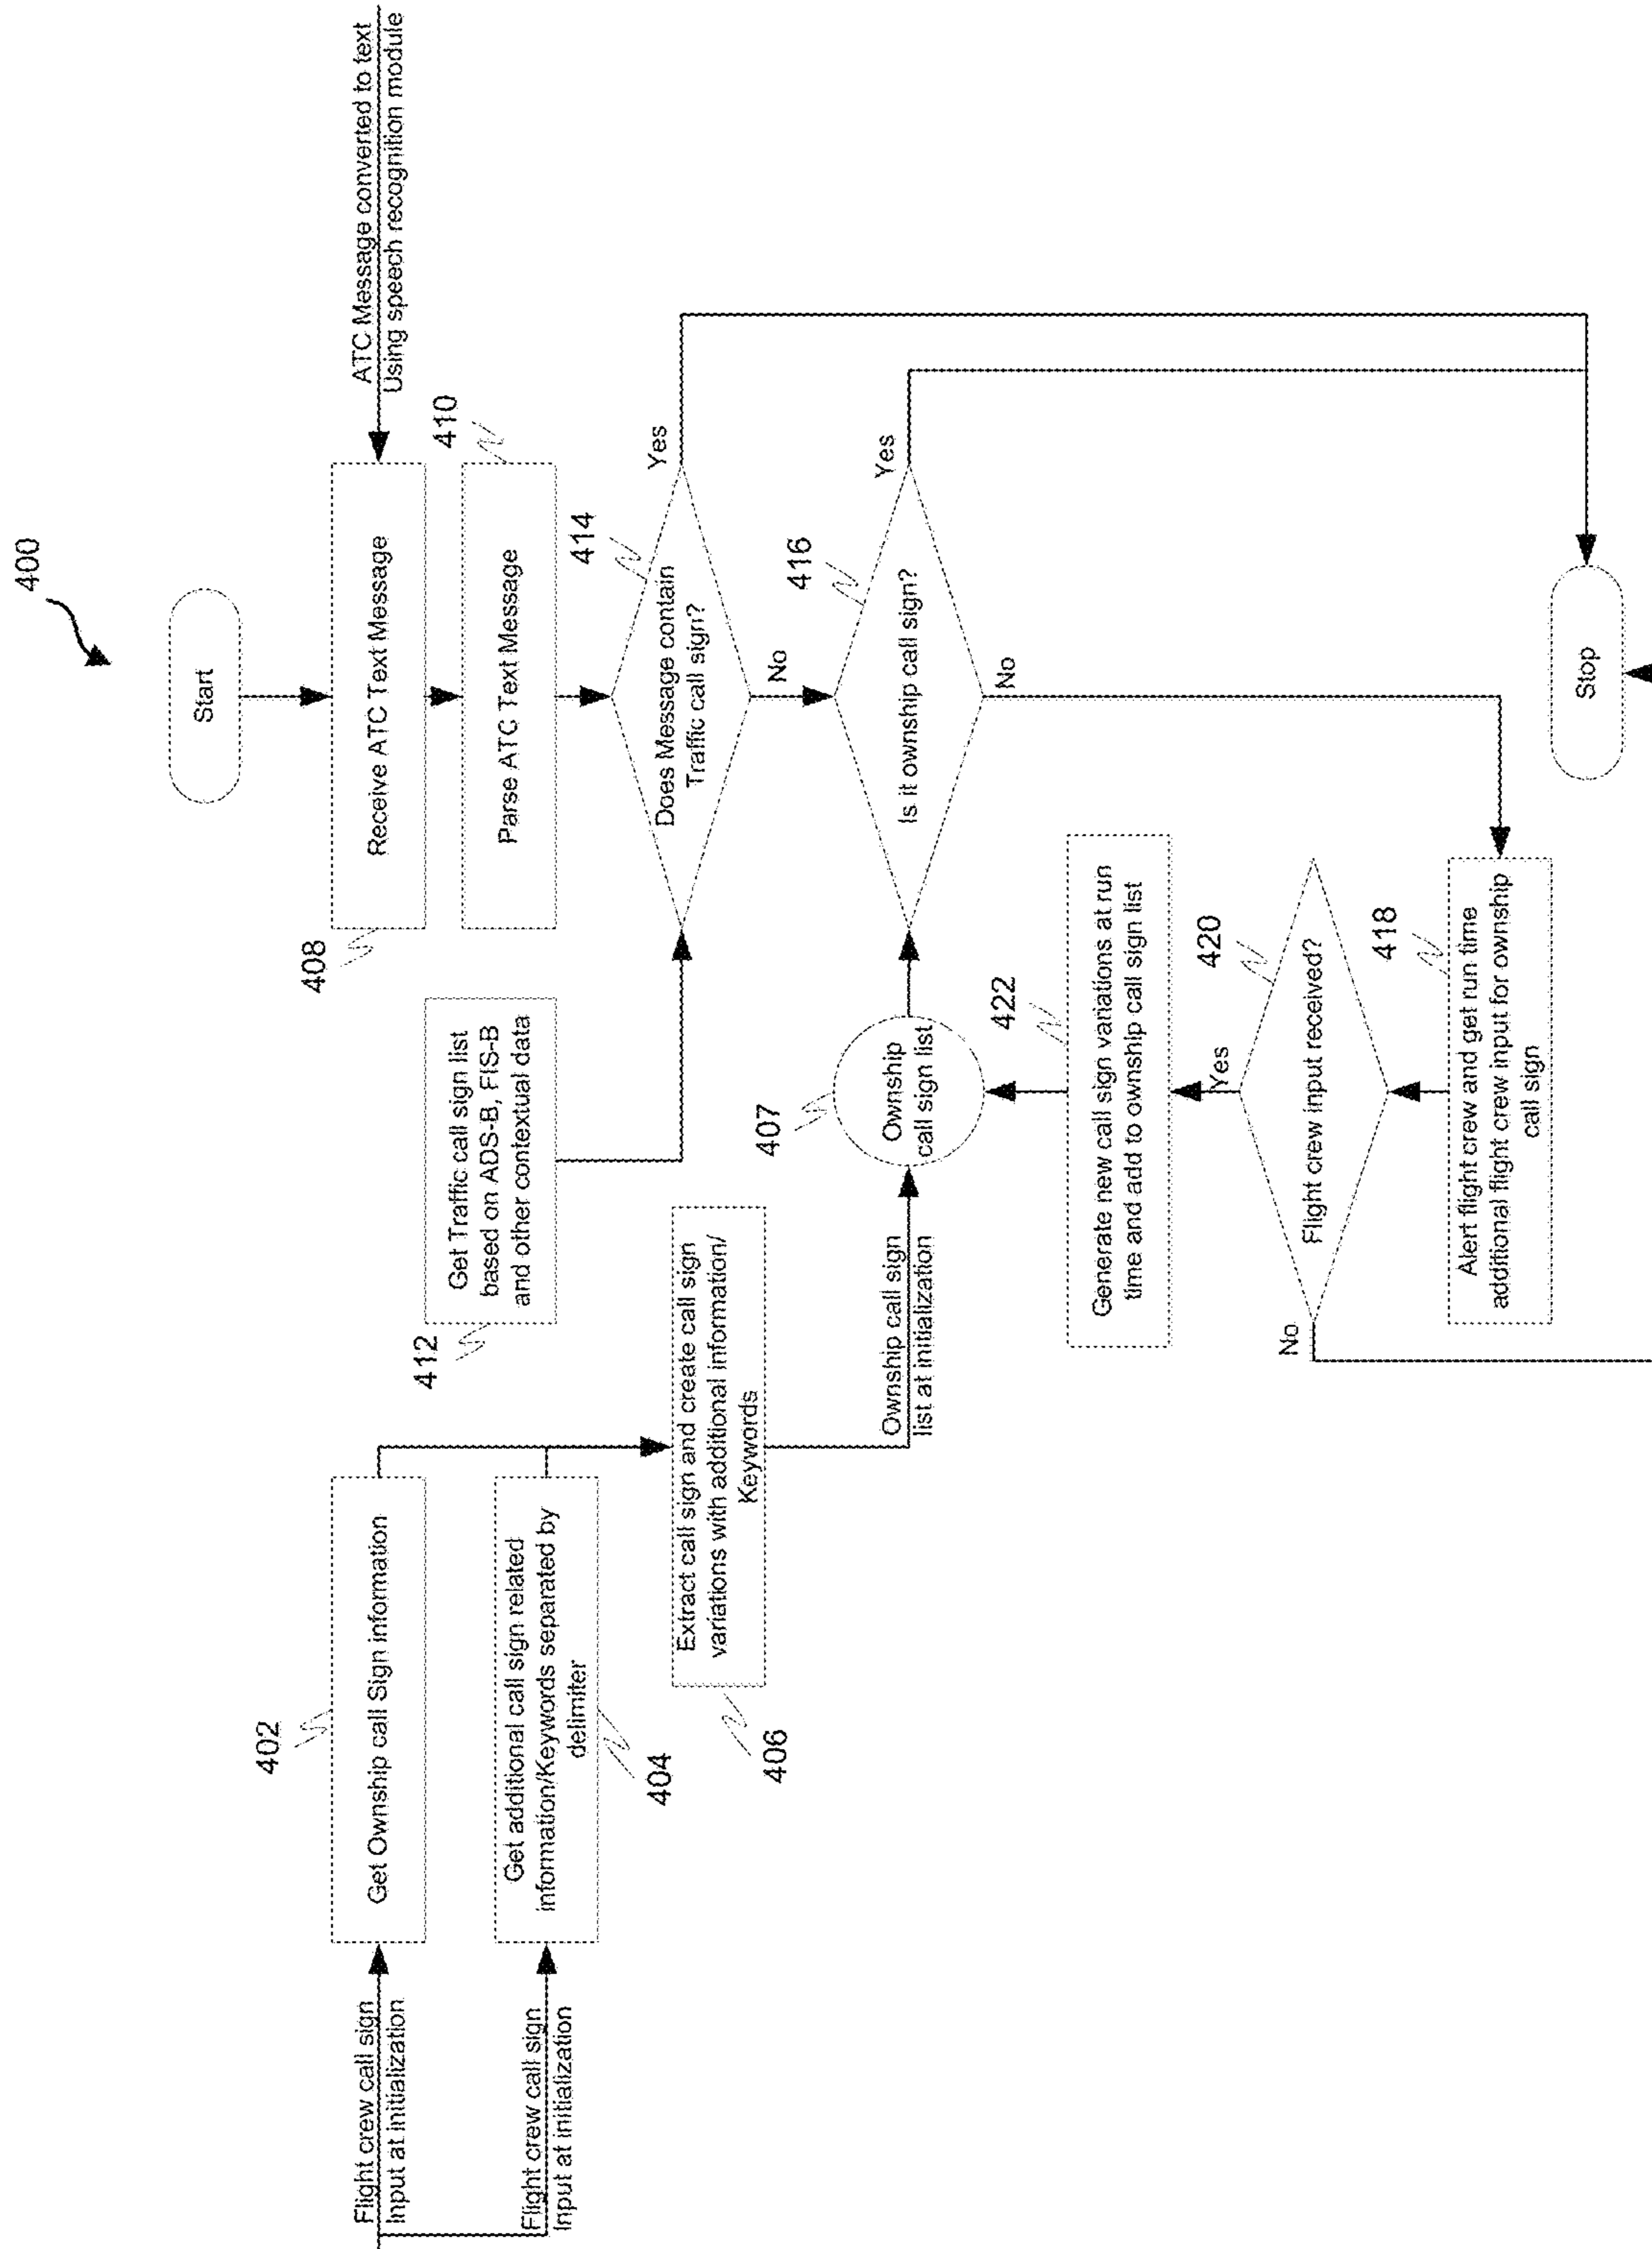 400
Start
ATC Message converted to text
Using speech recognition module
Flight crew call sign
Input at initialization
402
Get Ownship call Sign information
408
Receive ATC Text Message
410
Parse ATC Text Message
Flight crew call sign
Input at initialization
404
Get additional call sign related
information/Keywords separated by
delimiter
412
Get Traffic call sign list
based on ADS-B, FIS-B
and other contextual data
414
Does Message contain
Traffic call sign?
Yes
No
406
Extract call sign and create call sign
variations with additional information/
Keywords
Ownship call sign
list at initialization
407
Ownship
call sign list
416
Is it ownship call sign?
Yes
No
422
Generate new call sign variations at run
time and add to ownship call sign list
Yes
420
Flight crew input received?
No
418
Alert flight crew and get run time
additional flight crew input for ownship
call sign
Stop